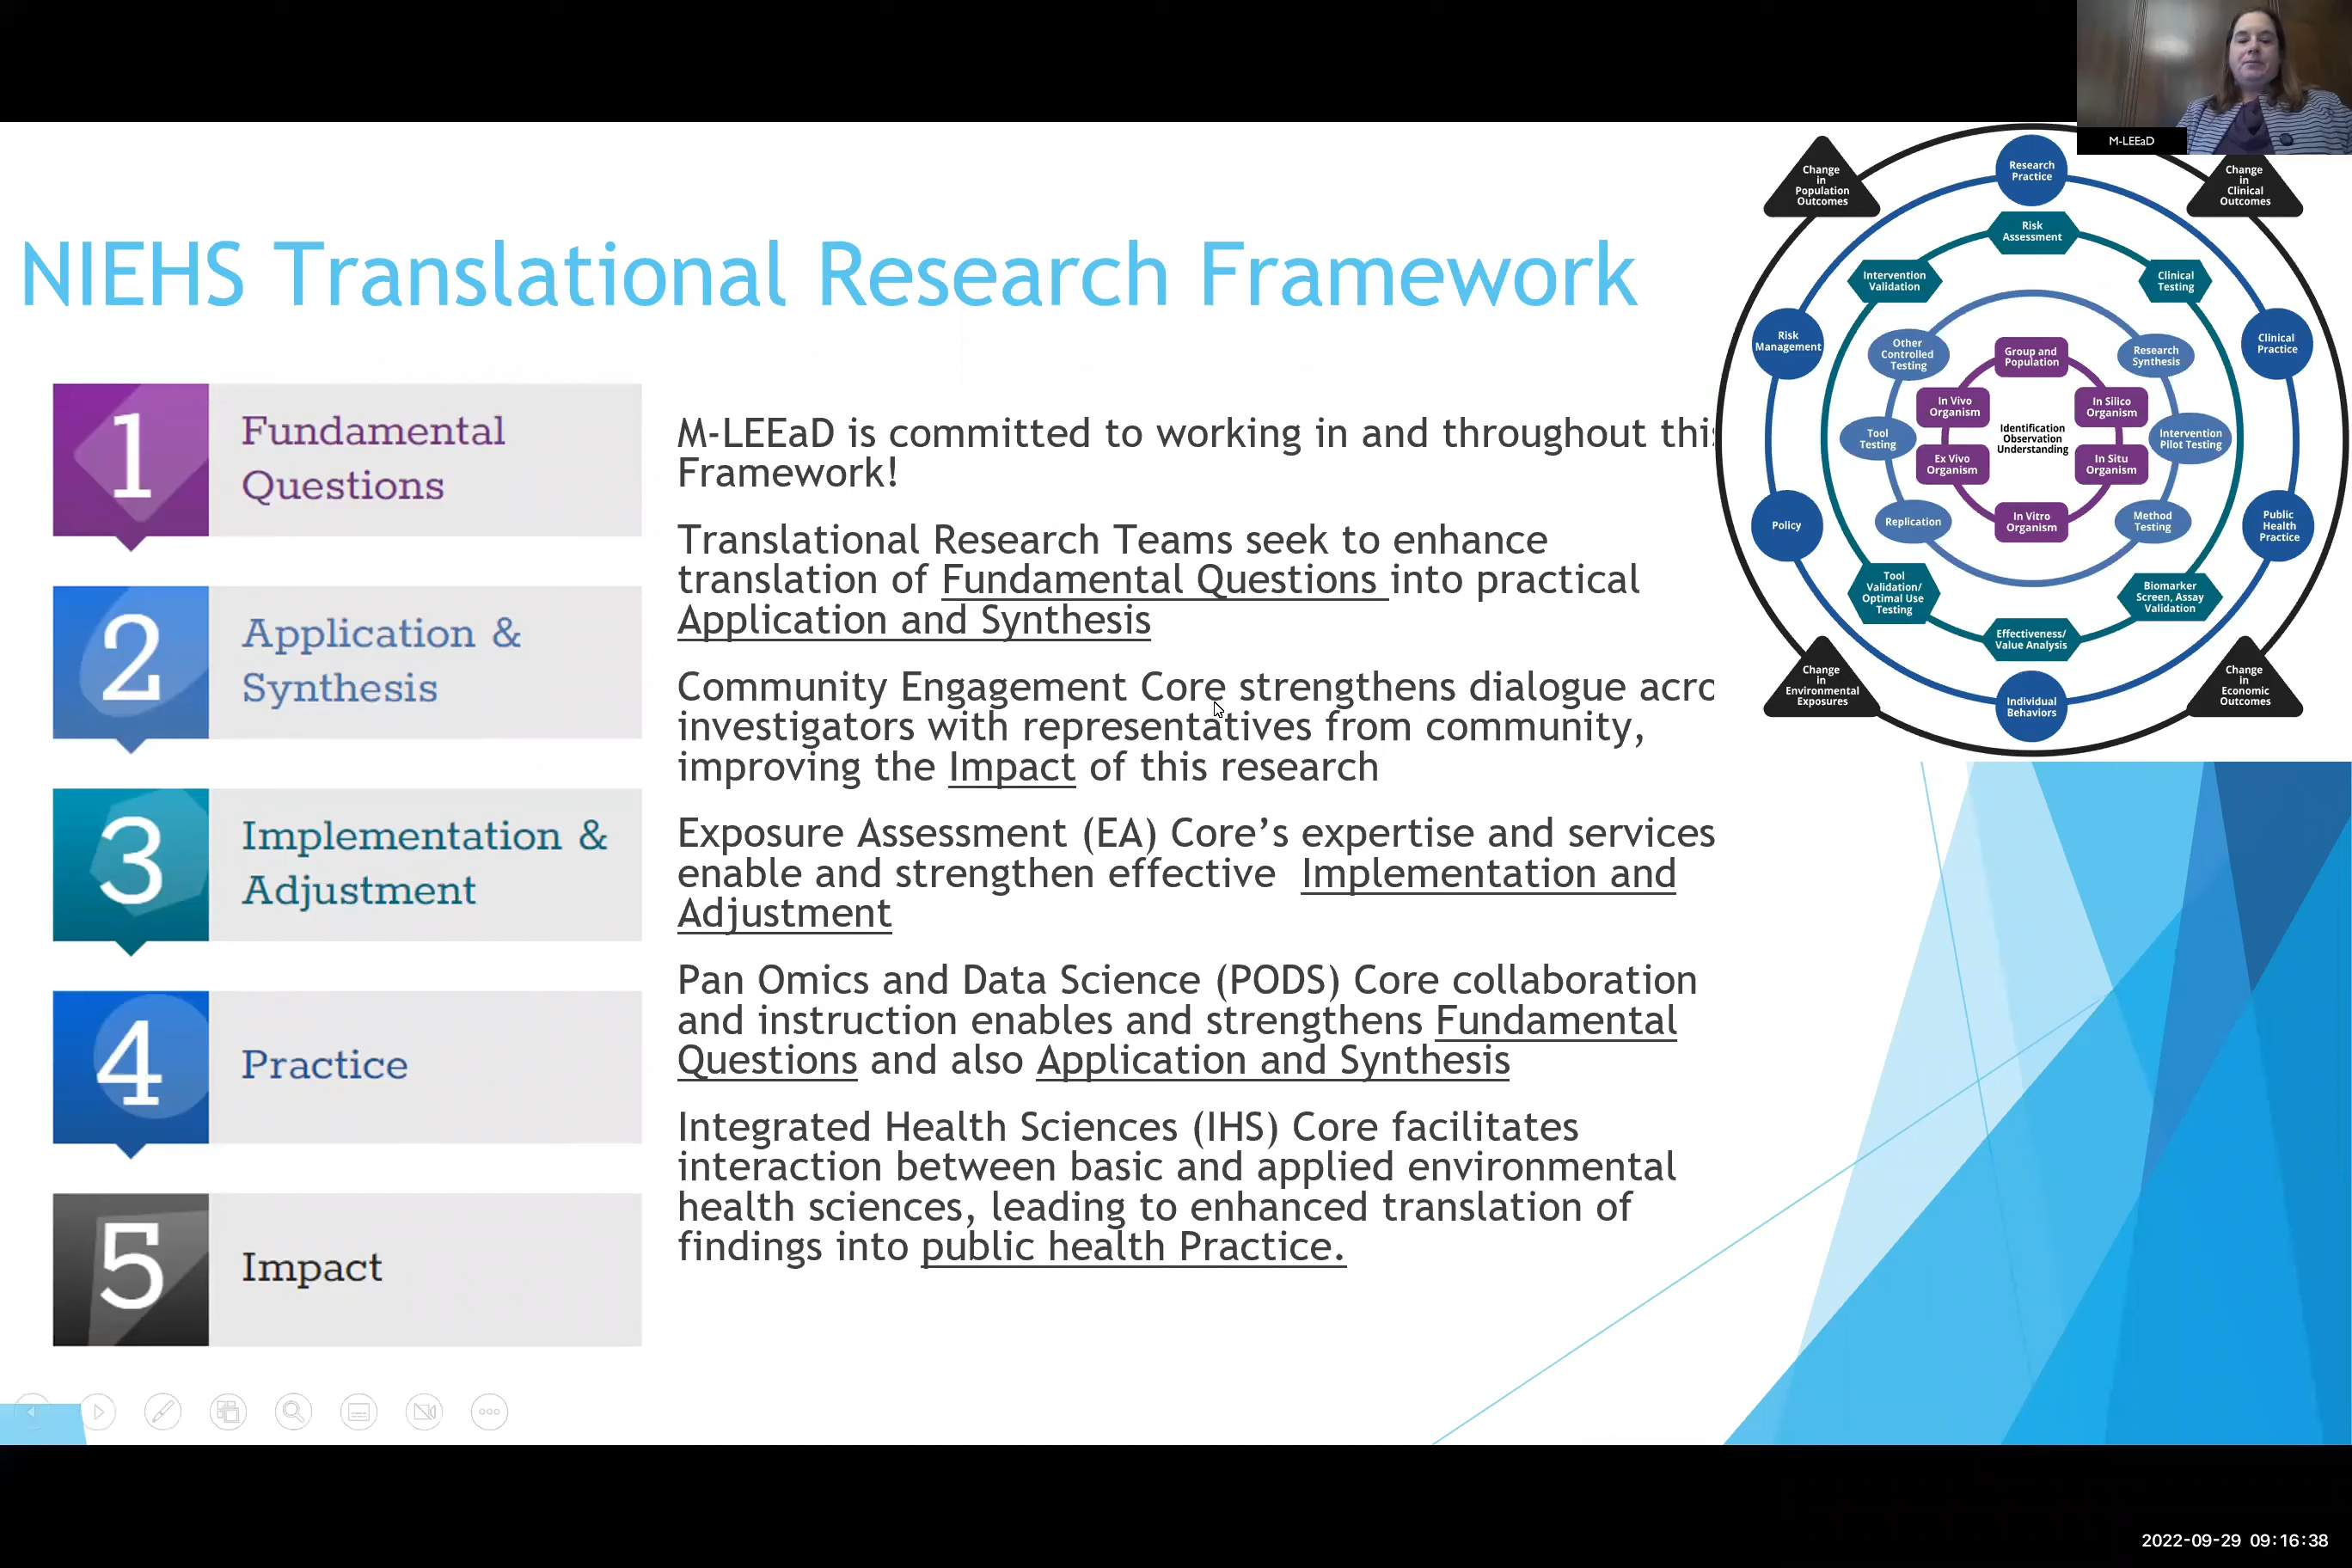 M-LEEaD
NIEHS Translational Research Framework
1
Fundamental
Questions
2
Application &
Synthesis
3
Implementation &
Adjustment
4
Practice
5
Impact
M-LEEaD is committed to working in and throughout this
Framework!
Translational Research Teams seek to enhance
translation of Fundamental Questions into practical
Application and Synthesis
Community Engagement Core strengthens dialogue acro
investigators with representatives from community,
improving the Impact of this research
Exposure Assessment (EA) Core’s expertise and services
enable and strengthen effective Implementation and
Adjustment
Pan Omics and Data Science (PODS) Core collaboration
and instruction enables and strengthens Fundamental
Questions and also Application and Synthesis
Integrated Health Sciences (IHS) Core facilitates
interaction between basic and applied environmental
health sciences, leading to enhanced translation of
findings into public health Practice.
Change
in
Population
Outcomes
Research
Practice
Change
in
Clinical
Outcomes
Risk
Assessment
Intervention
Validation
Clinical
Testing
Risk
Management
Other
Controlled
Testing
Group and
Population
Research
Synthesis
Clinical
Practice
In Vivo
Organism
In Silico
Organism
Tool
Testing
Identification
Observation
Understanding
Intervention
Pilot Testing
Ex Vivo
Organism
In Situ
Organism
Policy
Replication
In Vitro
Organism
Method
Testing
Public
Health
Practice
Tool
Validation/
Optimal Use
Testing
Biomarker
Screen, Assay
Validation
Effectiveness/
Value Analysis
Change
in
Environmental
Exposures
Individual
Behaviors
Change
in
Economic
Outcomes
2022-09-29 09:16:38